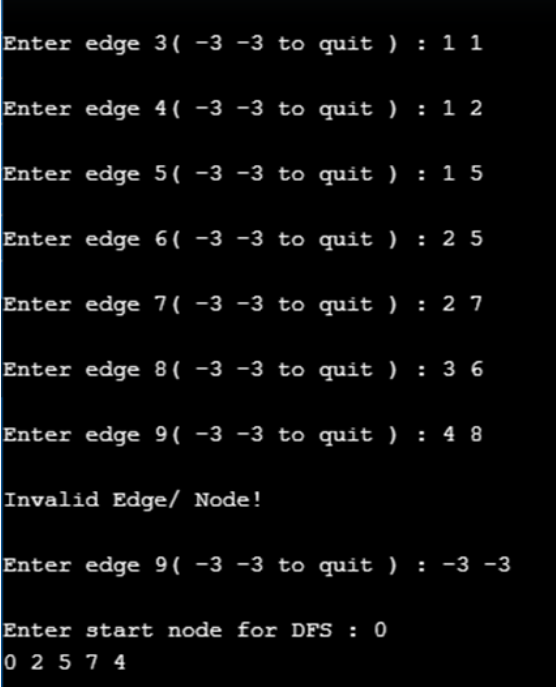 Enter edge 3( -3 -3 to quit ) : 1 1
Enter edge 4( -3 -3 to quit ) : 1 2
Enter edge 5( -3 -3 to quit ) : 1 5
Enter edge 6( -3 -3 to quit ) : 2 5
Enter edge 7( -3 -3 to quit ) : 2 7
Enter edge 8( -3 -3 to quit ) : 3 6
Enter edge 9( -3 -3 to quit ) : 4 8
Invalid Edge/ Node!
Enter edge 9( -3 -3 to quit ) : -3 -3
Enter start node for DFS : 0
0 2 5 7 4